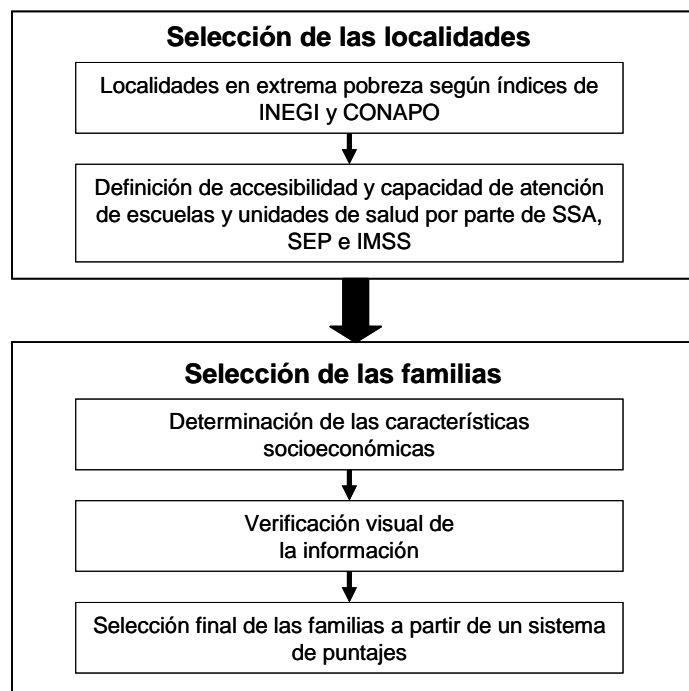 Selección de las localidades
Localidades en extrema pobreza según índices de
INEGI y CONAPO
Definición de accesibilidad y capacidad de atención
de escuelas y unidades de salud por parte de SSA,
SEP e IMSS
Selección de las familias
Determinación de las características
socioeconómicas
Verificación visual de
la información
Selección final de las familias a partir de un sistema
de puntajes